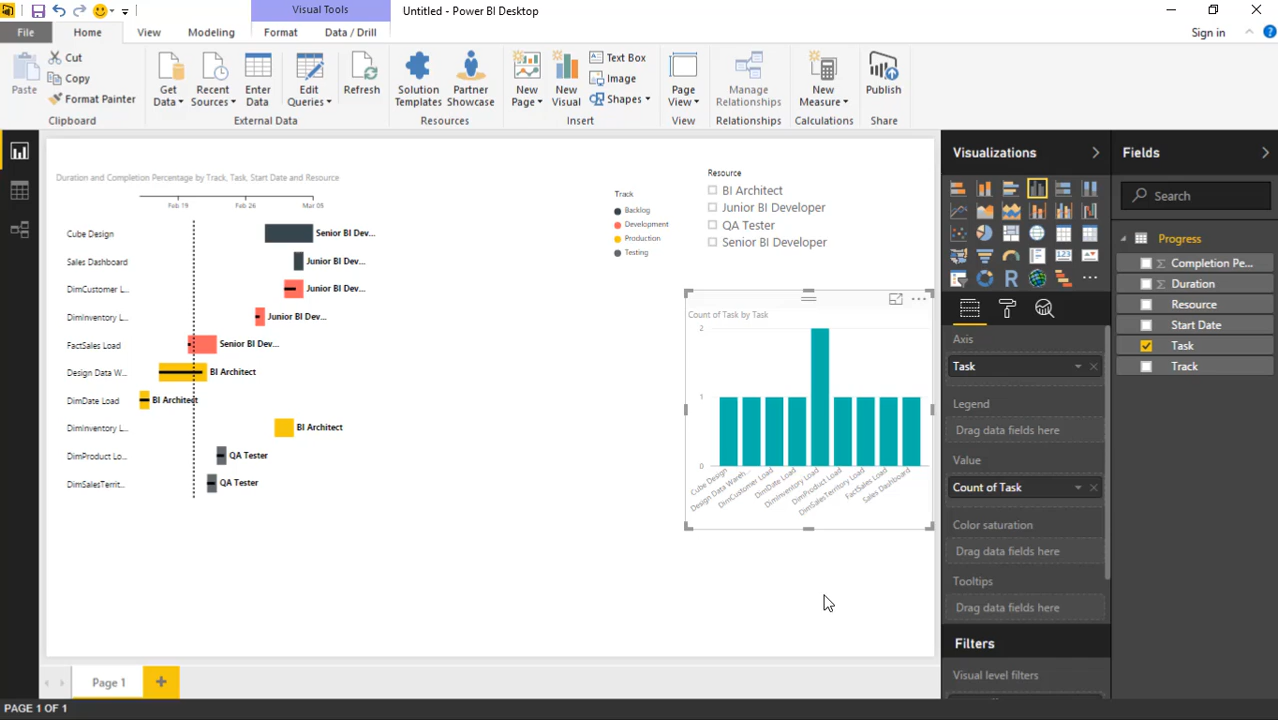 Visual Tools
Untitled - Power BI Desktop
File
Home
View
Modeling
Format
Data / Drill
Sign in
Paste
Cut
Copy
Format Painter
Clipboard
Get Data
Recent Sources
Enter Data
Edit Queries
Refresh
External Data
Solution Templates
Partner Showcase
Resources
New Page
New Visual
Text Box
Image
Shapes
Insert
Page View
View
Manage Relationships
Relationships
New Measure
Calculations
Publish
Share
Duration and Completion Percentage by Track, Task, Start Date and Resource
Feb 19
Feb 26
Mar 05
Cube Design
Senior BI Dev...
Sales Dashboard
Junior BI Dev...
DimCustomer L...
Junior BI Dev...
DimInventory L...
Junior BI Dev...
FactSales Load
Senior BI Dev...
Design Data W...
BI Architect
DimDate Load
BI Architect
DimInventory L...
BI Architect
DimProduct Lo...
QA Tester
DimSalesTerrit...
QA Tester
Track
Backlog
Development
Production
Testing
Resource
BI Architect
Junior BI Developer
QA Tester
Senior BI Developer
Count of Task by Task
2
1
0
Cube Design
Design Data Wareh...
DimCustomer Load
DimDate Load
DimInventory Load
DimProduct Load
DimSalesTerritory Load
FactSales Load
Sales Dashboard
Visualizations
R
123
Axis
Task
Legend
Drag data fields here
Value
Count of Task
Color saturation
Drag data fields here
Tooltips
Drag data fields here
Filters
Visual level filters
Fields
Search
Progress
Completion Pe...
Duration
Resource
Start Date
Task
Track
Page 1
PAGE 1 OF 1